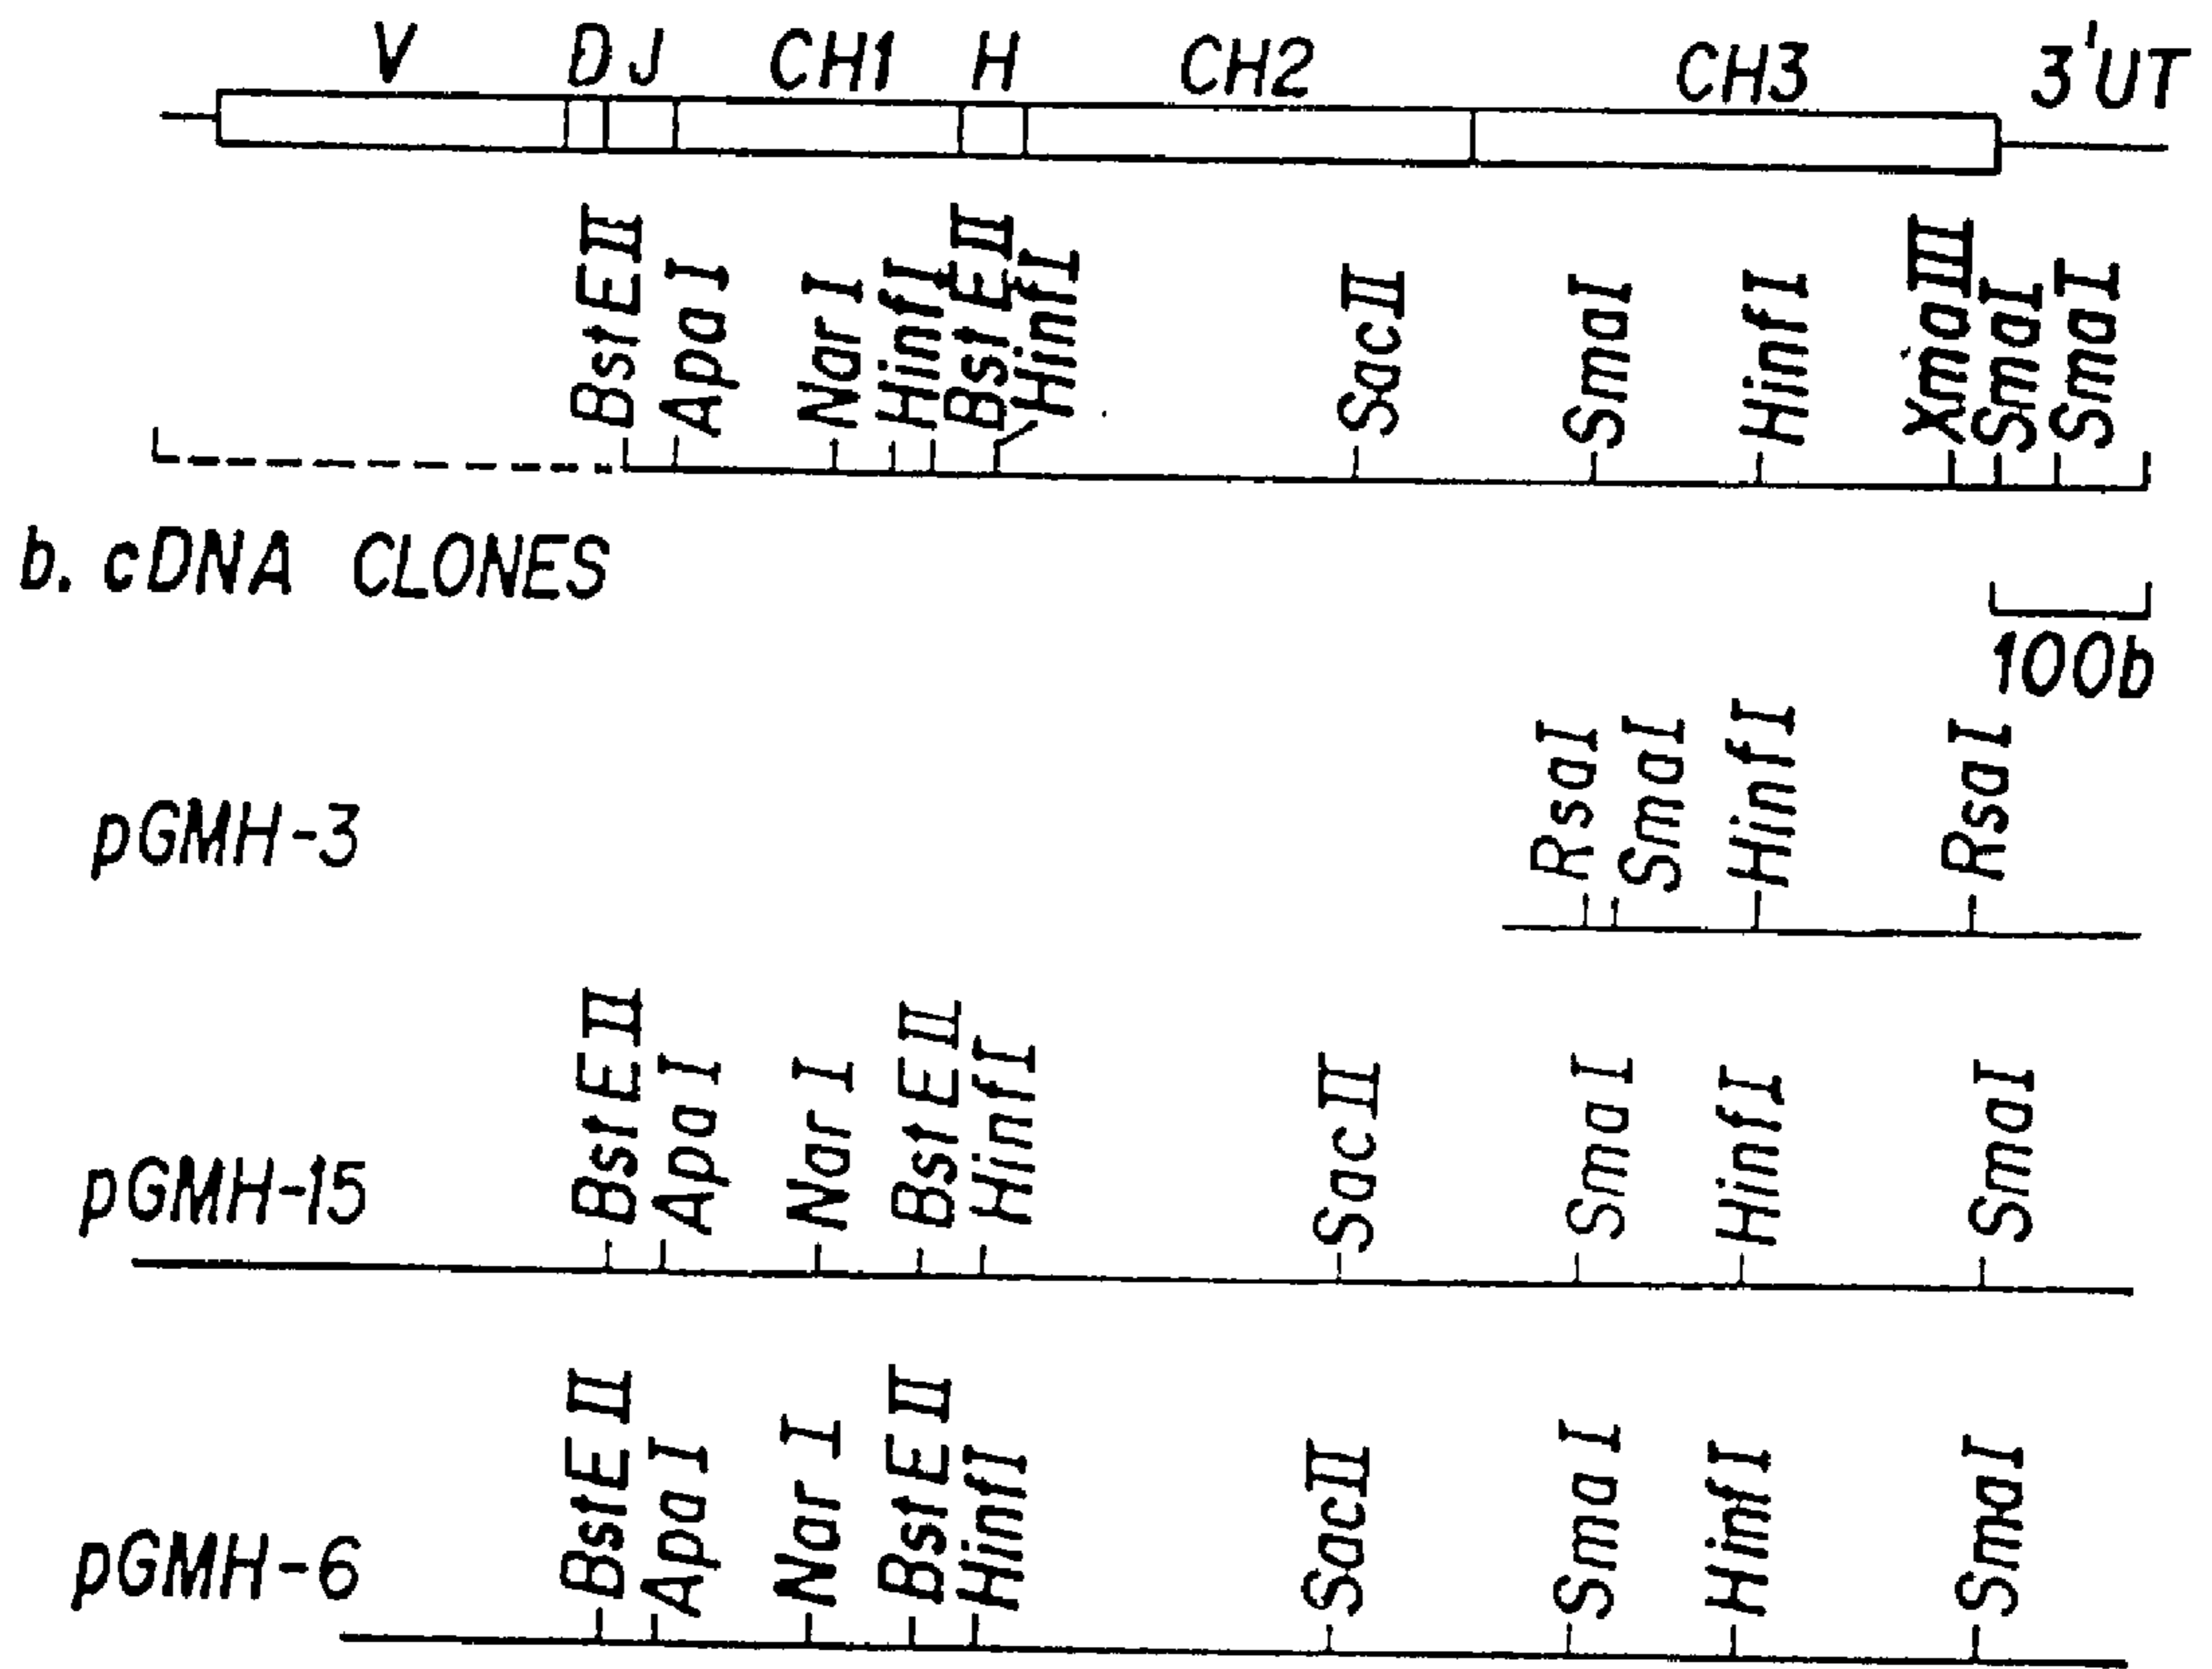 V D J CH1 H CH2 CH3 3'UT
BstEII ApaI NarI HinfI BstEII HinfI SacII SmaI HinfI XmaIII SmaI SmaI
b. cDNA CLONES
100b
RsaI SmaI HinfI RsaI
pGMH-3
BstEII ApaI NarI BstEII HinfI SacII SmaI HinfI SmaI
pGMH-15
BstEII ApaI NarI BstEII HinfI SacII SmaI HinfI SmaI
pGMH-6